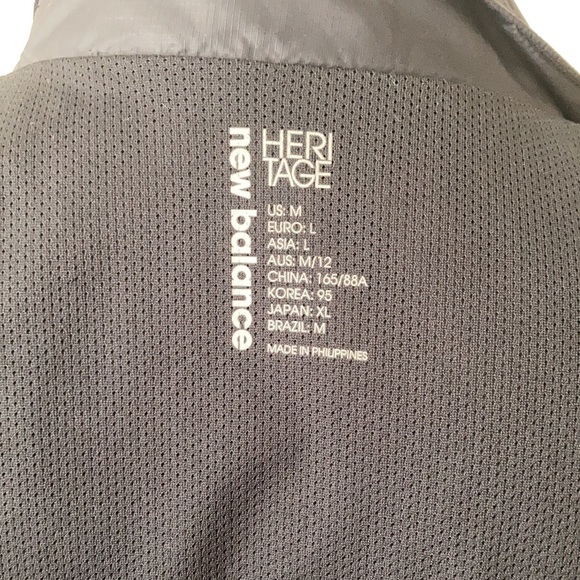 new balance
HERI
TAGE
US: M
EURO: L
ASIA: L
AUS: M/12
CHINA: 165/88A
KOREA: 95
JAPAN: XL
BRAZIL: M
MADE IN PHILIPPINES